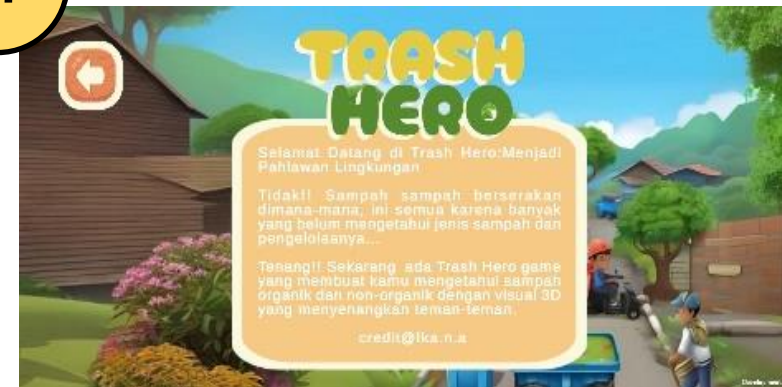 TRASH
HERO
Selamat Datang di Trash Hero:Menjadi
Pahlawan Lingkungan
Tidak!! Sampah sampah berserakan
dimana-mana, ini semua karena banyak
yang belum mengetahui jenis sampah dan
pengelolaanya...
Tenang!! Sekarang ada Trash Hero game
yang membuat kamu mengetahui sampah
organik dan non-organik dengan visual 3D
yang menyenangkan teman-teman.
credit@Ika.n.a